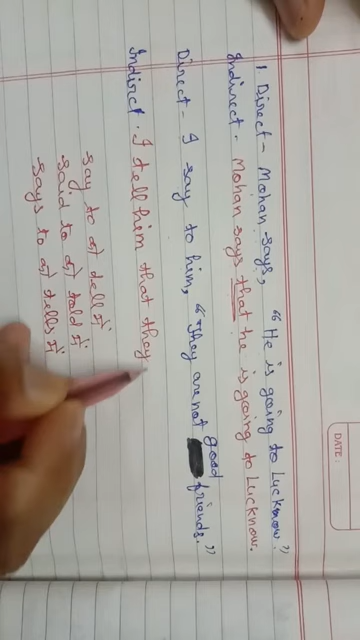 DATE:
1. Direct - Mohan says, "He is going to Lucknow."
Indirect - Mohan says that he is going to Lucknow.
Direct - I say to him, "They are not good friends."
Indirect. I tell him that they
say to को tell में
said to को told में
says to को tells में